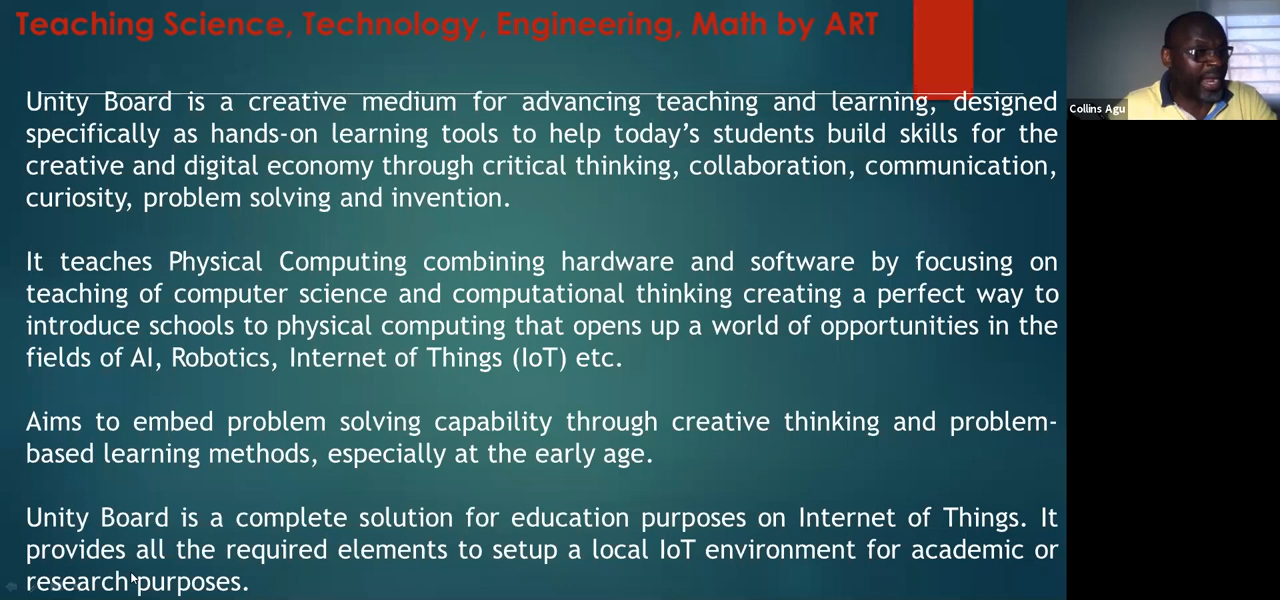 Teaching Science, Technology, Engineering, Math by ART
Unity Board is a creative medium for advancing teaching and learning, designed
specifically as hands-on learning tools to help today’s students build skills for the
creative and digital economy through critical thinking, collaboration, communication,
curiosity, problem solving and invention.
It teaches Physical Computing combining hardware and software by focusing on
teaching of computer science and computational thinking creating a perfect way to
introduce schools to physical computing that opens up a world of opportunities in the
fields of AI, Robotics, Internet of Things (IoT) etc.
Aims to embed problem solving capability through creative thinking and problem-
based learning methods, especially at the early age.
Unity Board is a complete solution for education purposes on Internet of Things. It
provides all the required elements to setup a local IoT environment for academic or
research purposes.
Collins Agu